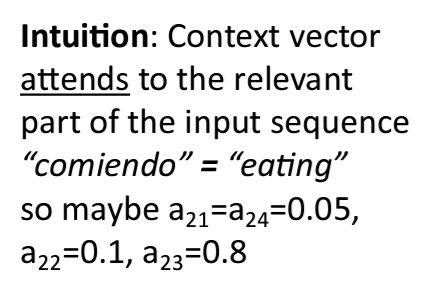 Intuition: Context vector
attends to the relevant
part of the input sequence
“comiendo” = “eating”
so maybe a₂₁=a₂₄=0.05,
a₂₂=0.1, a₂₃=0.8